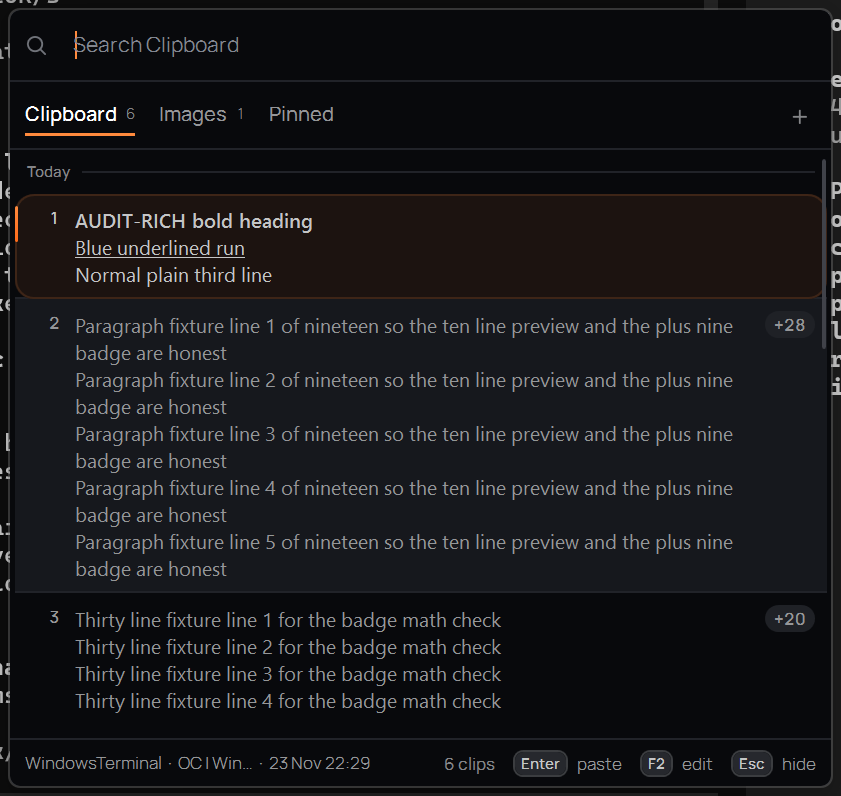 Search Clipboard
Clipboard 6 Images 1 Pinned +
Today
1 AUDIT-RICH bold heading
Blue underlined run
Normal plain third line
2 Paragraph fixture line 1 of nineteen so the ten line preview and the plus nine +28
badge are honest
Paragraph fixture line 2 of nineteen so the ten line preview and the plus nine
badge are honest
Paragraph fixture line 3 of nineteen so the ten line preview and the plus nine
badge are honest
Paragraph fixture line 4 of nineteen so the ten line preview and the plus nine
badge are honest
Paragraph fixture line 5 of nineteen so the ten line preview and the plus nine
badge are honest
3 Thirty line fixture line 1 for the badge math check +20
Thirty line fixture line 2 for the badge math check
Thirty line fixture line 3 for the badge math check
Thirty line fixture line 4 for the badge math check
WindowsTerminal · OC | Win... · 23 Nov 22:29 6 clips Enter paste F2 edit Esc hide